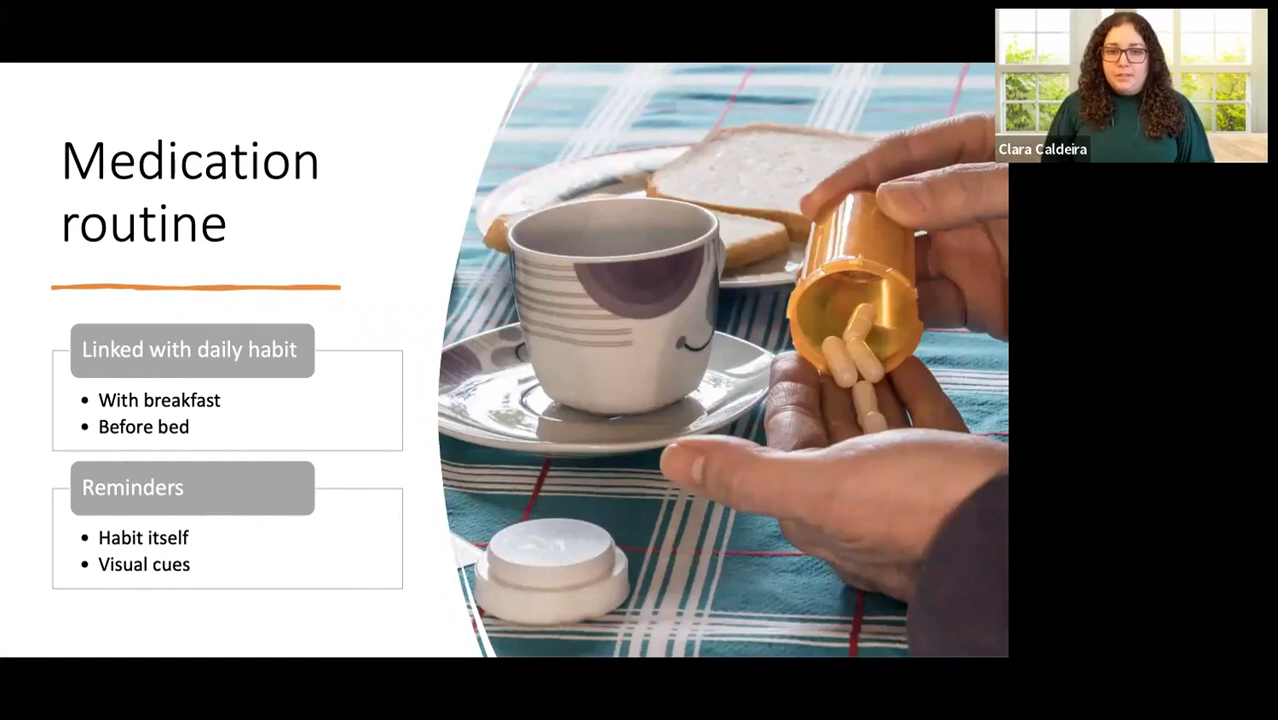 Medication
routine
Linked with daily habit
• With breakfast
• Before bed
Reminders
• Habit itself
• Visual cues
Clara Caldeira